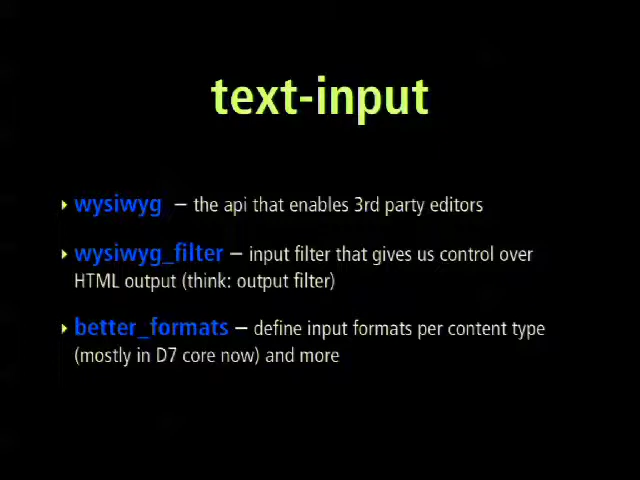 text-input
wysiwyg – the api that enables 3rd party editors
wysiwyg_filter – input filter that gives us control over
HTML output (think: output filter)
better_formats – define input formats per content type
(mostly in D7 core now) and more